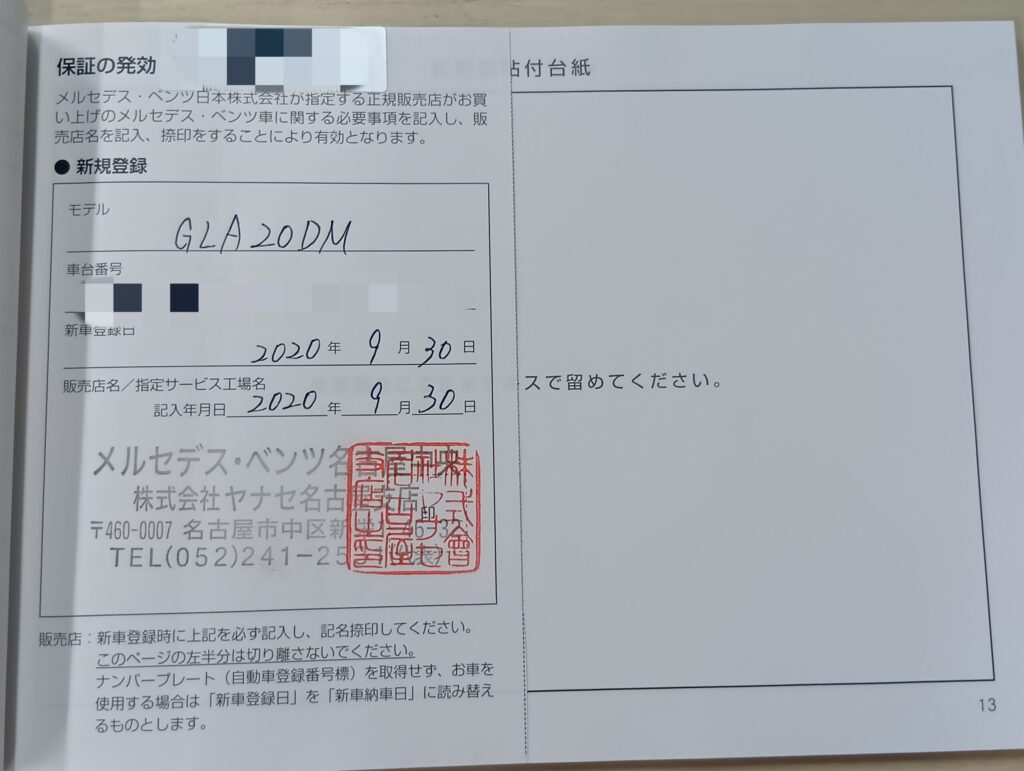 保証の発効
メルセデス・ベンツ日本株式会社が指定する正規販売店がお買
い上げのメルセデス・ベンツ車に関する必要事項を記入し、販
売店名を記入、捺印をすることにより有効となります。
● 新規登録
モデル
GLA20DM
車台番号
新車登録日
2020 年 9 月 30 日
販売店名／指定サービス工場名
記入年月日 2020 年 9 月 30 日
メルセデス・ベンツ名古屋中央
株式会社ヤナセ名古屋支店
印
〒460-0007 名古屋市中区新栄
TEL(052)241-25
販売店：新車登録時に上記を必ず記入し、記名捺印してください。
このページの左半分は切り離さないでください。
ナンバープレート（自動車登録番号標）を取得せず、お車を
使用する場合は「新車登録日」を「新車納車日」に読み替え
るものとします。
貼付台紙
スで留めてください。
13